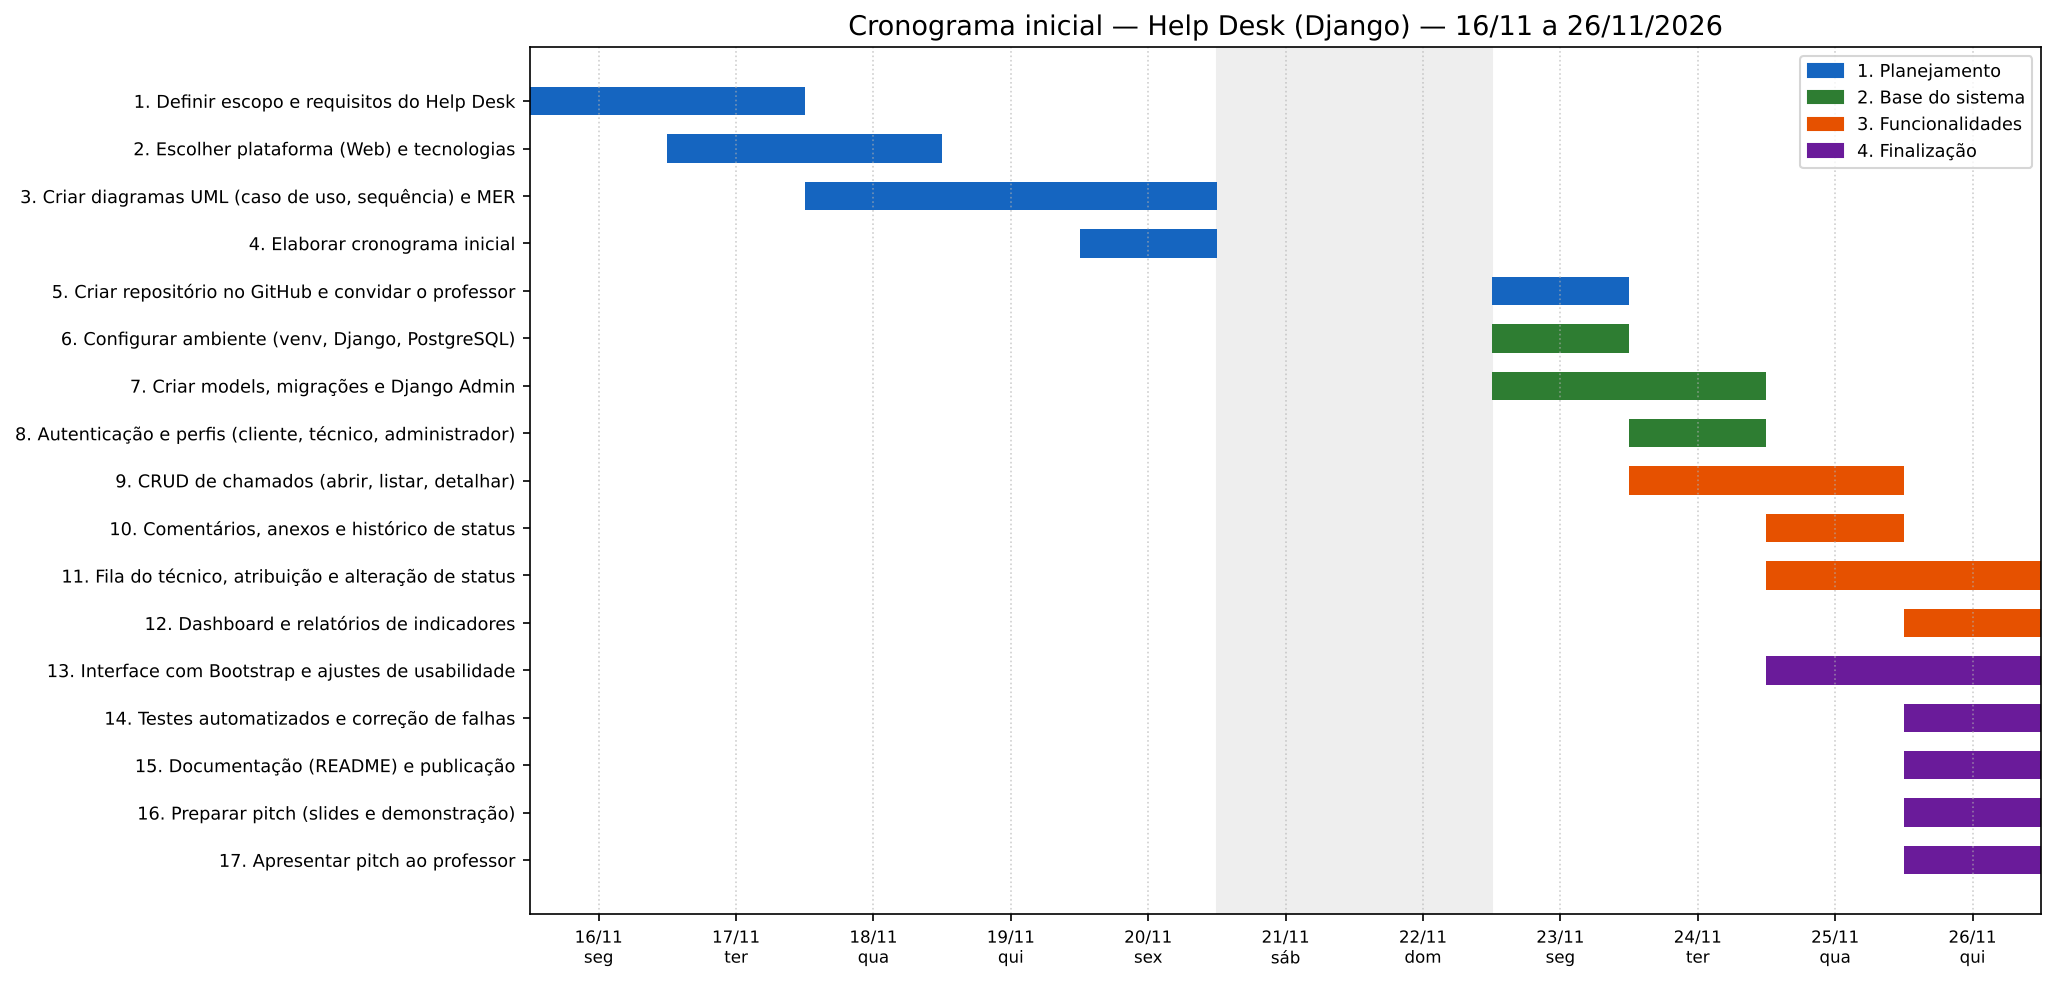 Cronograma inicial — Help Desk (Django) — 16/11 a 26/11/2026
1. Planejamento
2. Base do sistema
3. Funcionalidades
4. Finalização
1. Definir escopo e requisitos do Help Desk
2. Escolher plataforma (Web) e tecnologias
3. Criar diagramas UML (caso de uso, sequência) e MER
4. Elaborar cronograma inicial
5. Criar repositório no GitHub e convidar o professor
6. Configurar ambiente (venv, Django, PostgreSQL)
7. Criar models, migrações e Django Admin
8. Autenticação e perfis (cliente, técnico, administrador)
9. CRUD de chamados (abrir, listar, detalhar)
10. Comentários, anexos e histórico de status
11. Fila do técnico, atribuição e alteração de status
12. Dashboard e relatórios de indicadores
13. Interface com Bootstrap e ajustes de usabilidade
14. Testes automatizados e correção de falhas
15. Documentação (README) e publicação
16. Preparar pitch (slides e demonstração)
17. Apresentar pitch ao professor
16/11 17/11 18/11 19/11 20/11 21/11 22/11 23/11 24/11 25/11 26/11
seg ter qua qui sex sáb dom seg ter qua qui